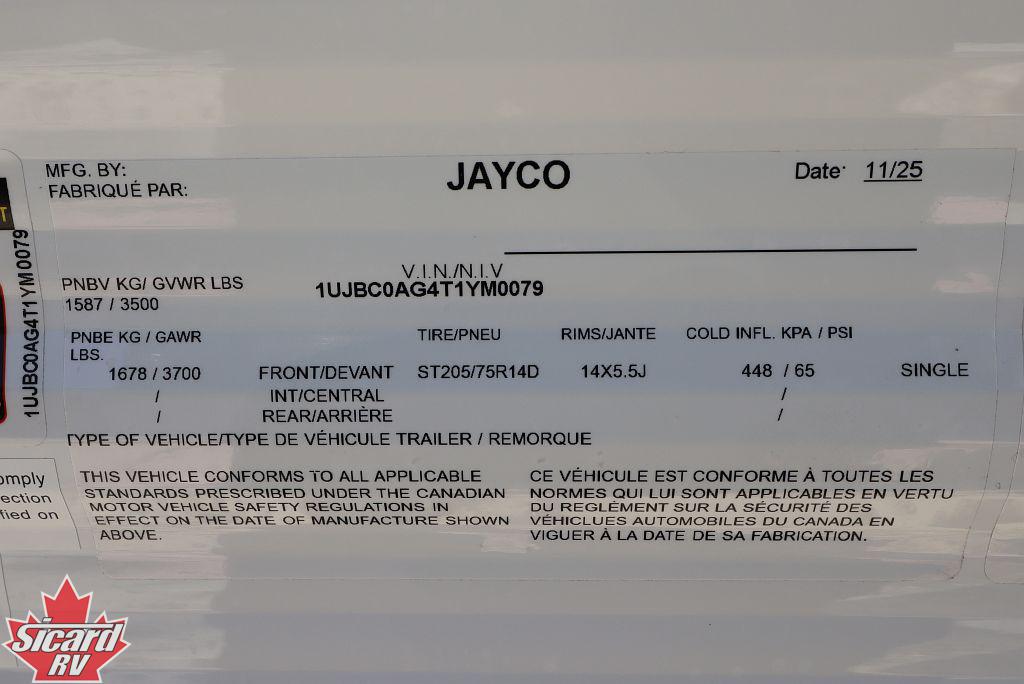 MFG. BY:
FABRIQUÉ PAR:
JAYCO
Date: 11/25
V.I.N./N.I.V
1UJBC0AG4T1YM0079
PNBV KG/ GVWR LBS
1587 / 3500
PNBE KG / GAWR LBS.
TIRE/PNEU
RIMS/JANTE
COLD INFL. KPA / PSI
1678 / 3700 FRONT/DEVANT ST205/75R14D 14X5.5J 448 / 65 SINGLE
/ INT/CENTRAL /
/ REAR/ARRIÈRE /
TYPE OF VEHICLE/TYPE DE VÉHICULE TRAILER / REMORQUE
THIS VEHICLE CONFORMS TO ALL APPLICABLE
STANDARDS PRESCRIBED UNDER THE CANADIAN
MOTOR VEHICLE SAFETY REGULATIONS IN
EFFECT ON THE DATE OF MANUFACTURE SHOWN
ABOVE.
CE VÉHICULE EST CONFORME À TOUTES LES
NORMES QUI LUI SONT APPLICABLES EN VERTU
DU REGLÈMENT SUR LA SÉCURITÉ DES
VÉHICLUES AUTOMOBILES DU CANADA EN
VIGUER À LA DATE DE SA FABRICATION.
1UJBC0AG4T1YM0079
Sicard
RV